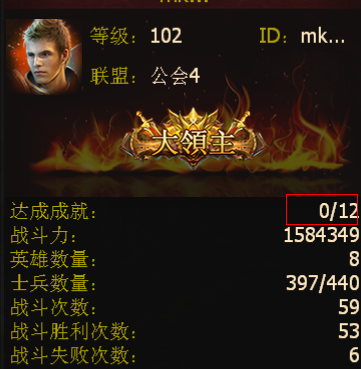 等级：102 ID：mk...
联盟：公会4
大領主
达成成就： 0/12
战斗力： 1584349
英雄数量： 8
士兵数量： 397/440
战斗次数： 59
战斗胜利次数： 53
战斗失败次数： 6